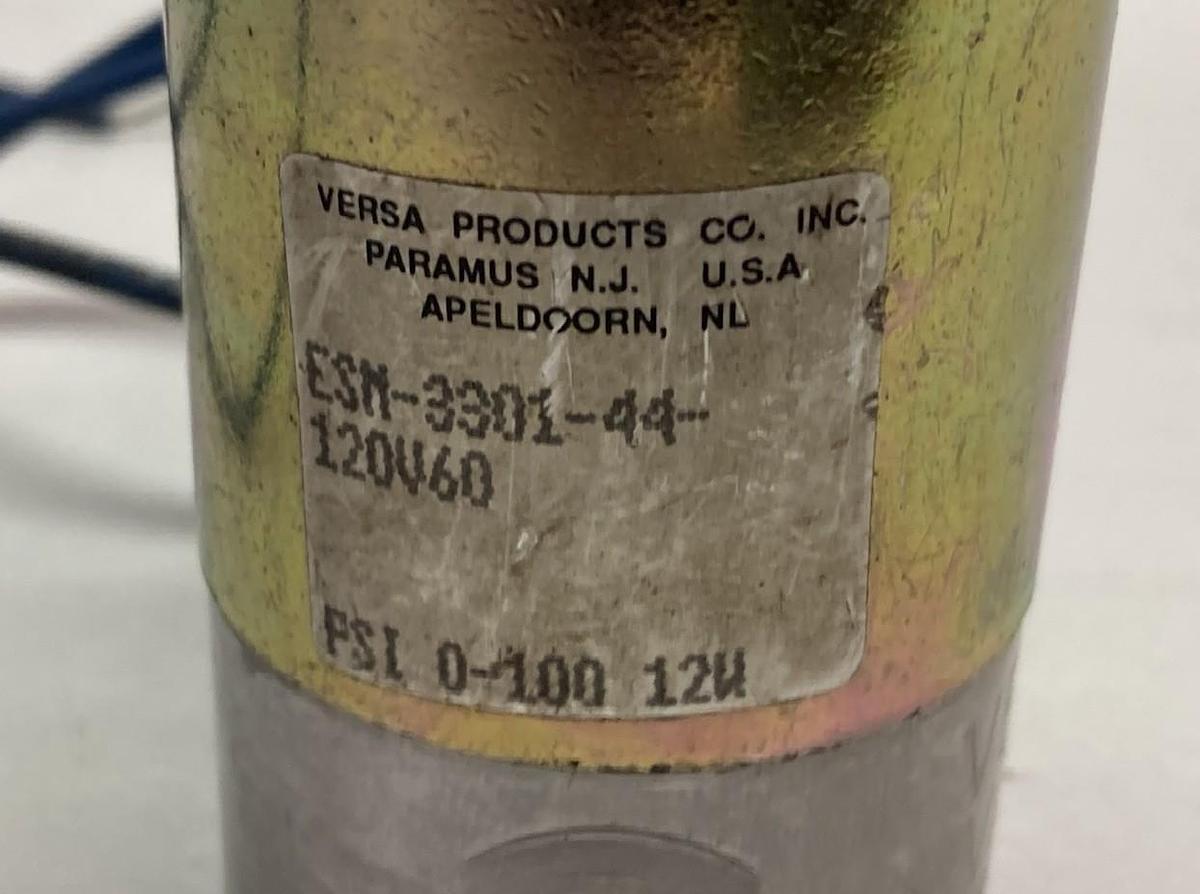 VERSA PRODUCTS CO. INC.
PARAMUS N.J. U.S.A.
APELDOORN, NL
ESM-3301-44-
120V60
PSI 0-100 12W